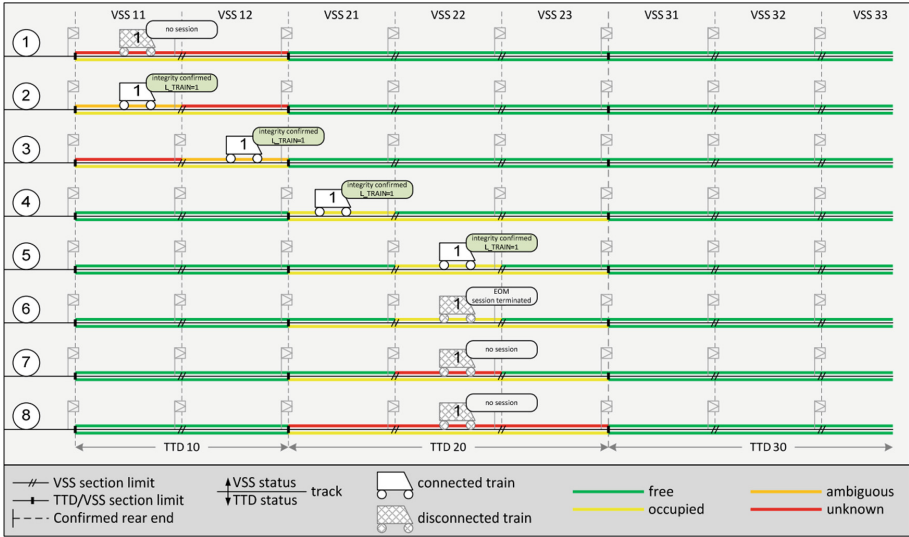 VSS 11 VSS 12 VSS 21 VSS 22 VSS 23 VSS 31 VSS 32 VSS 33
1 1 no session
2 1 integrity confirmed
L_TRAIN=1
3 1 integrity confirmed
L_TRAIN=1
4 1 integrity confirmed
L_TRAIN=1
5 1 integrity confirmed
L_TRAIN=1
6 1 EOM
session terminated
7 1 no session
8 1 no session
TTD 10 TTD 20 TTD 30
VSS section limit
TTD/VSS section limit
Confirmed rear end
VSS status
TTD status
track
connected train
disconnected train
free
occupied
ambiguous
unknown